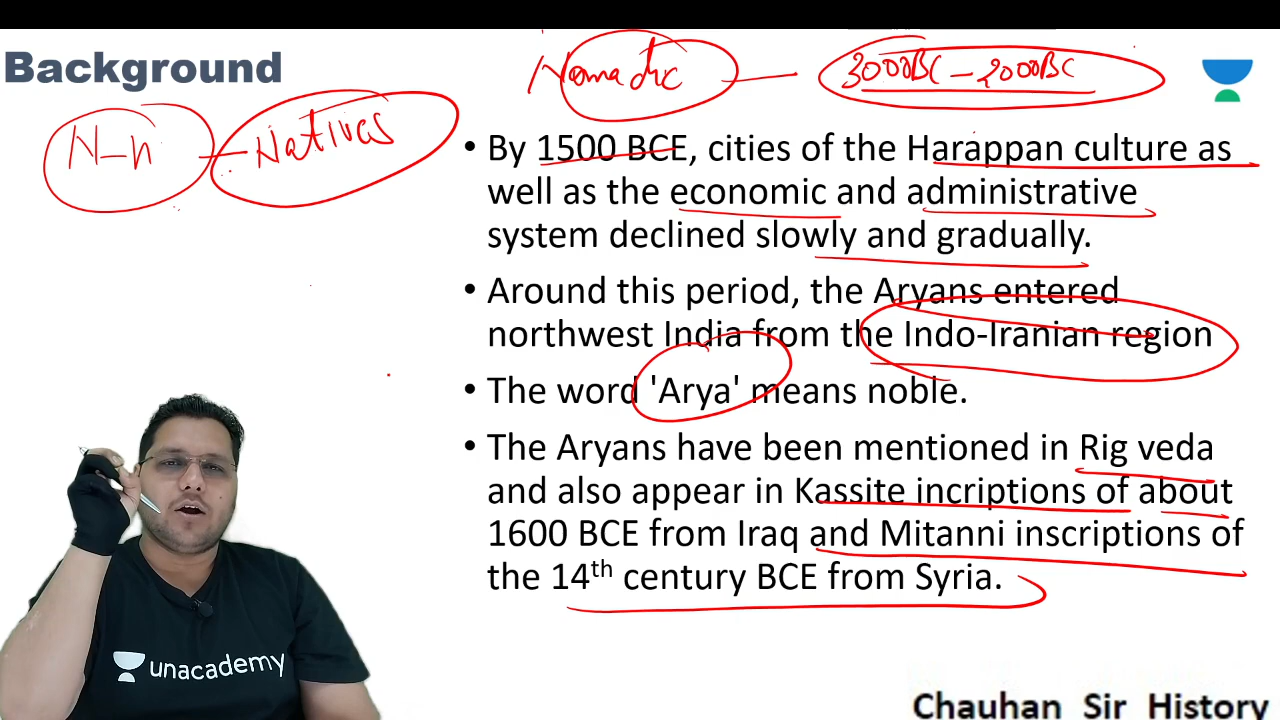 Background
Nomadic — 3000BC – 2000BC
N–n — Natives
• By 1500 BCE, cities of the Harappan culture as
well as the economic and administrative
system declined slowly and gradually.
• Around this period, the Aryans entered
northwest India from the Indo-Iranian region
• The word 'Arya' means noble.
• The Aryans have been mentioned in Rig veda
and also appear in Kassite incriptions of about
1600 BCE from Iraq and Mitanni inscriptions of
the 14th century BCE from Syria.
unacademy
Chauhan Sir History